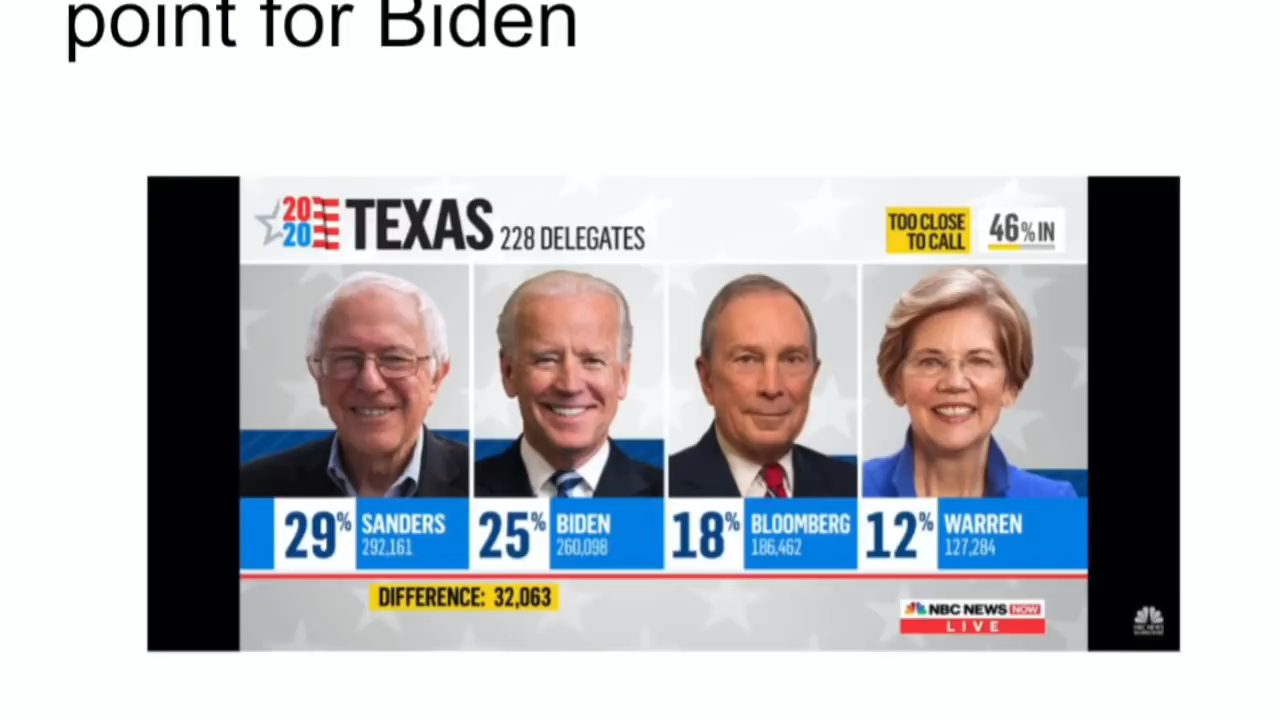 point for Biden
2020 TEXAS 228 DELEGATES
TOO CLOSE TO CALL
46% IN
29% SANDERS 292,161
25% BIDEN 260,098
18% BLOOMBERG 186,462
12% WARREN 127,284
DIFFERENCE: 32,063
NBC NEWS NOW
LIVE